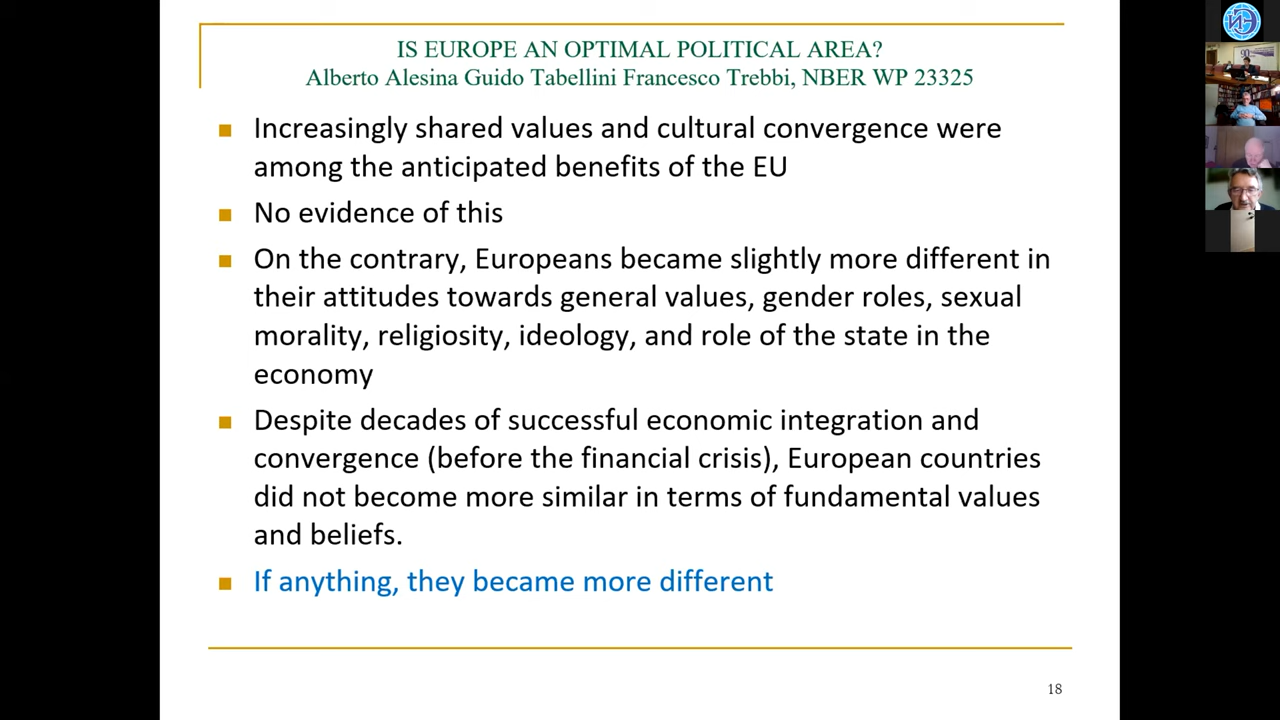 IS EUROPE AN OPTIMAL POLITICAL AREA?
Alberto Alesina Guido Tabellini Francesco Trebbi, NBER WP 23325
Increasingly shared values and cultural convergence were
among the anticipated benefits of the EU
No evidence of this
On the contrary, Europeans became slightly more different in
their attitudes towards general values, gender roles, sexual
morality, religiosity, ideology, and role of the state in the
economy
Despite decades of successful economic integration and
convergence (before the financial crisis), European countries
did not become more similar in terms of fundamental values
and beliefs.
If anything, they became more different
18